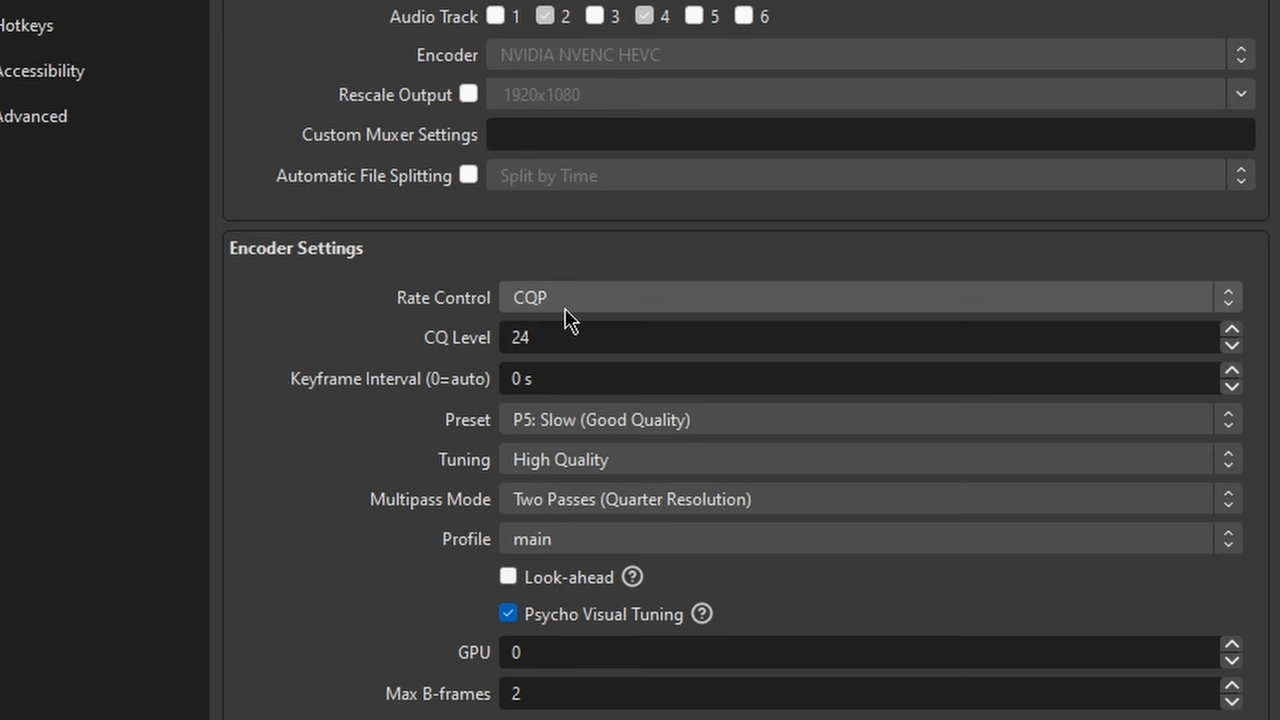 Hotkeys
Accessibility
Advanced
Audio Track 1 2 3 4 5 6
Encoder NVIDIA NVENC HEVC
Rescale Output 1920x1080
Custom Muxer Settings
Automatic File Splitting Split by Time
Encoder Settings
Rate Control CQP
CQ Level 24
Keyframe Interval (0=auto) 0 s
Preset P5: Slow (Good Quality)
Tuning High Quality
Multipass Mode Two Passes (Quarter Resolution)
Profile main
Look-ahead ?
Psycho Visual Tuning ?
GPU 0
Max B-frames 2